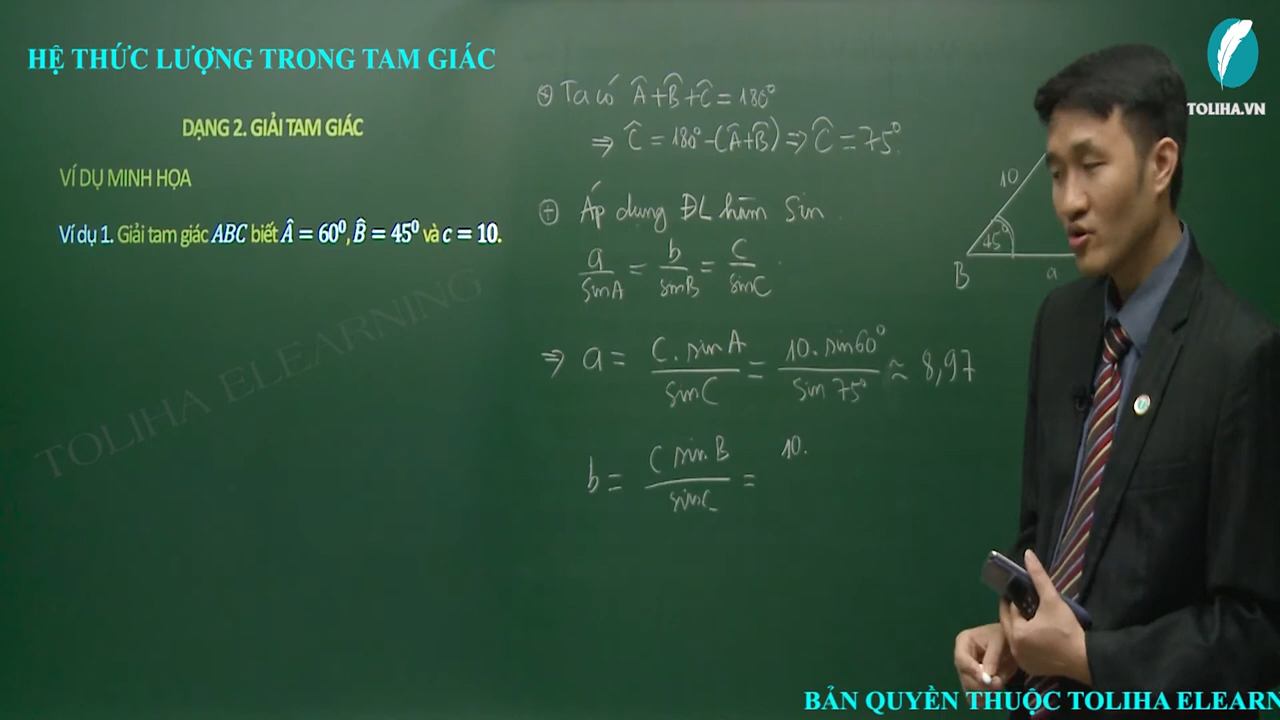 HỆ THỨC LƯỢNG TRONG TAM GIÁC
DẠNG 2. GIẢI TAM GIÁC
VÍ DỤ MINH HỌA
Ví dụ 1. Giải tam giác ABC biết Â = 60⁰, B̂ = 45⁰ và c = 10.
TOLIHA ELEARNING
⊕ Ta có Â+B̂+Ĉ = 180°
⇒ Ĉ = 180° - (Â+B̂) ⇒ Ĉ = 75°.
⊕ Áp dụng ĐL hàm Sin.
a/sinA = b/sinB = c/sinC
⇒ a = C.sinA/sinC = 10.sin60°/sin75° ≈ 8,97
b = C sin.B/sinC = 10.
10
45°
B
a
TOLIHA.VN
BẢN QUYỀN THUỘC TOLIHA ELEARN